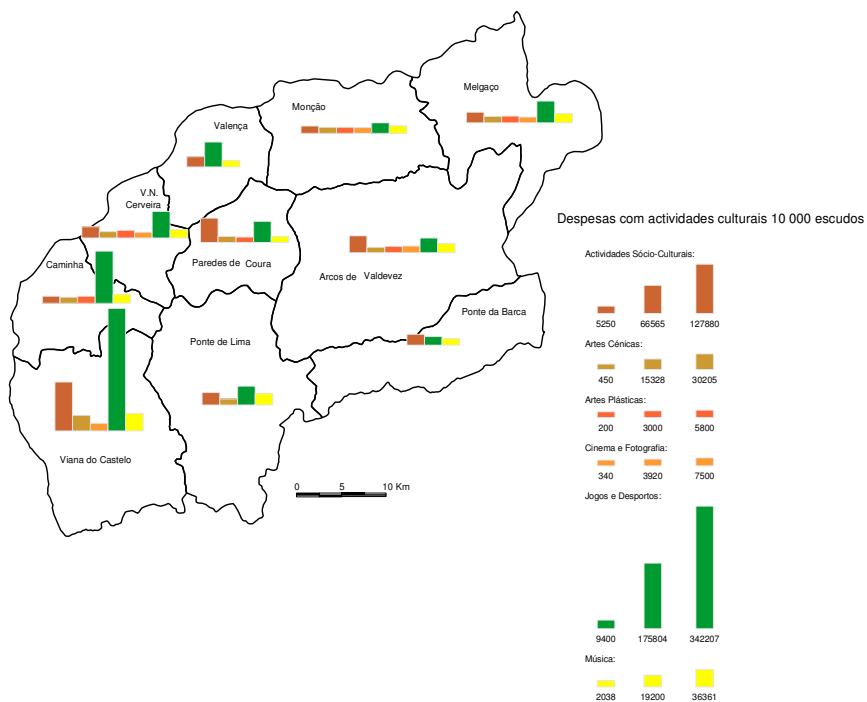 Melgaço
Monção
Valença
V.N.
Cerveira
Paredes de Coura
Arcos de Valdevez
Caminha
Ponte da Barca
Ponte de Lima
Viana do Castelo
0 5 10 Km
Despesas com actividades culturais 10 000 escudos
Actividades Sócio-Culturais:
5250 66565 127880
Artes Cénicas:
450 15328 30205
Artes Plásticas:
200 3000 5800
Cinema e Fotografia:
340 3920 7500
Jogos e Desportos:
9400 175804 342207
Música:
2038 19200 36361